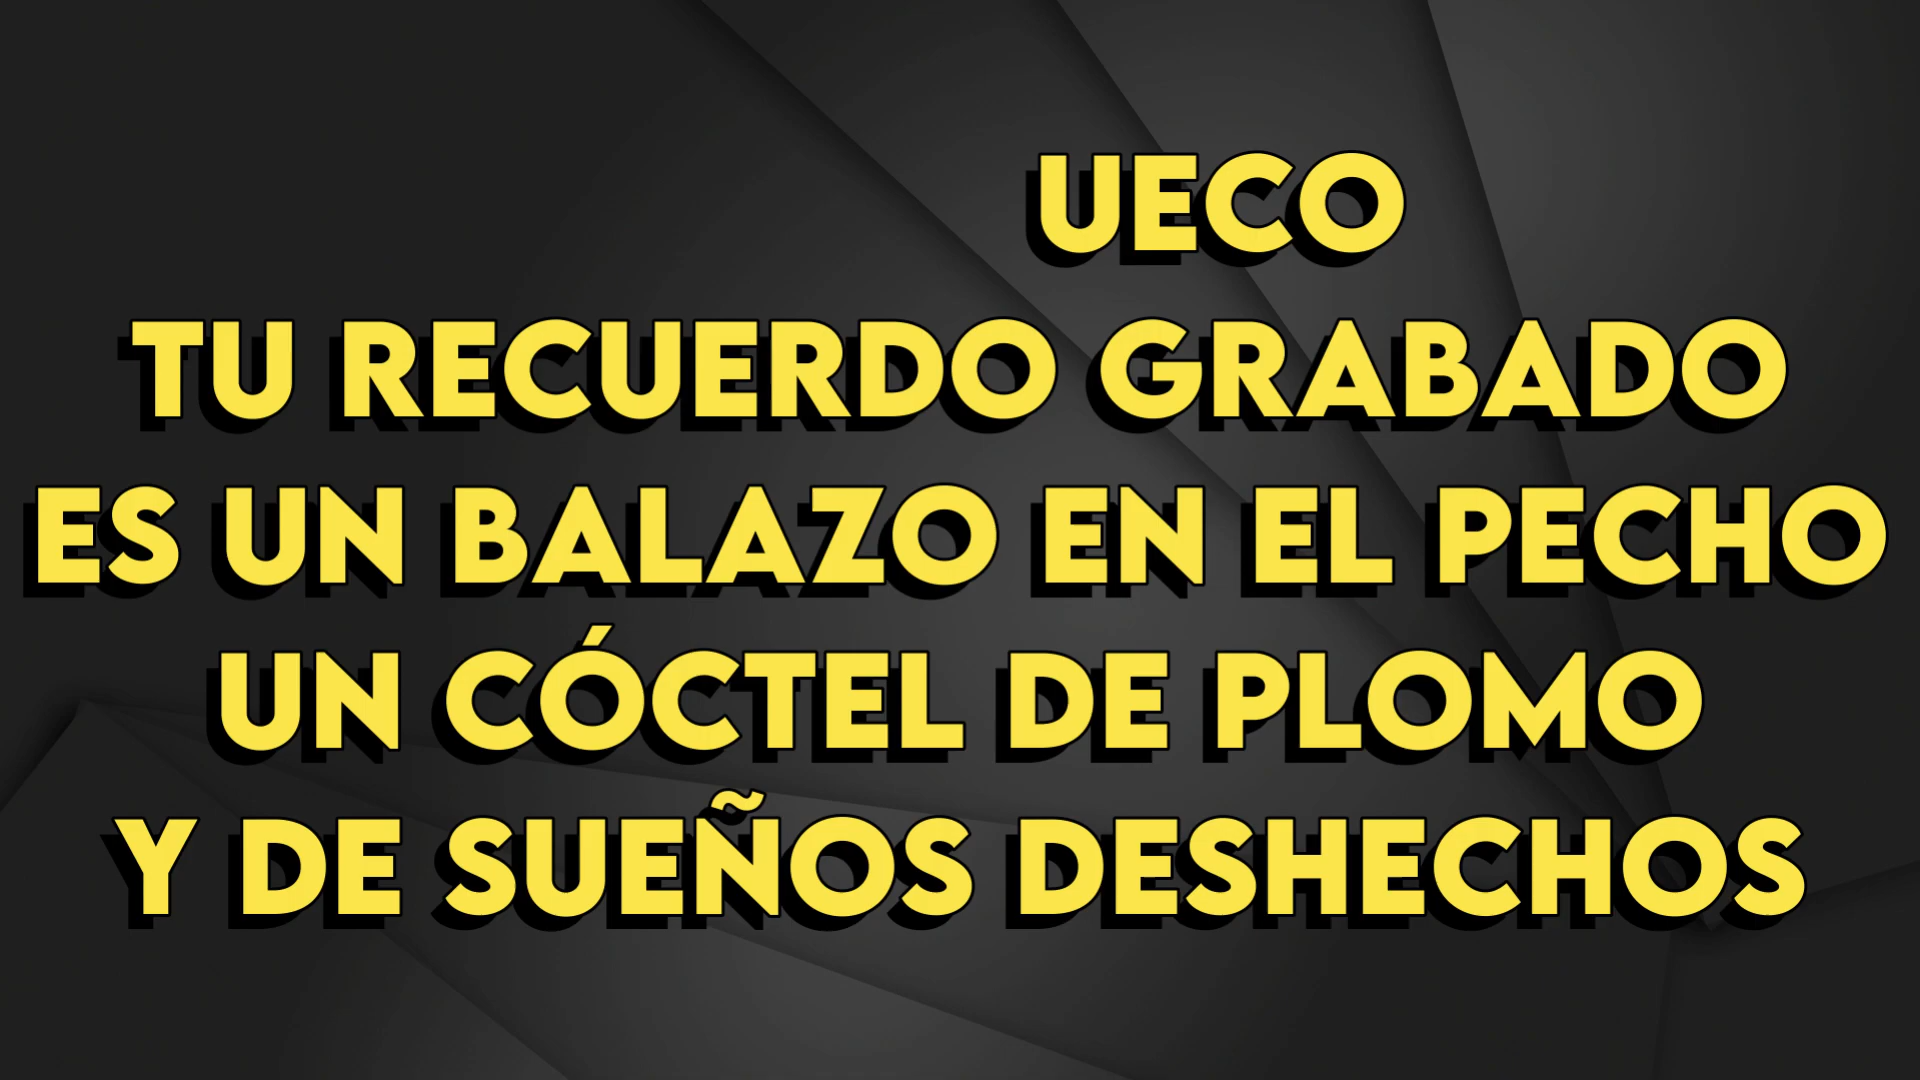 UECO
TU RECUERDO GRABADO
ES UN BALAZO EN EL PECHO
UN CÓCTEL DE PLOMO
Y DE SUEÑOS DESHECHOS